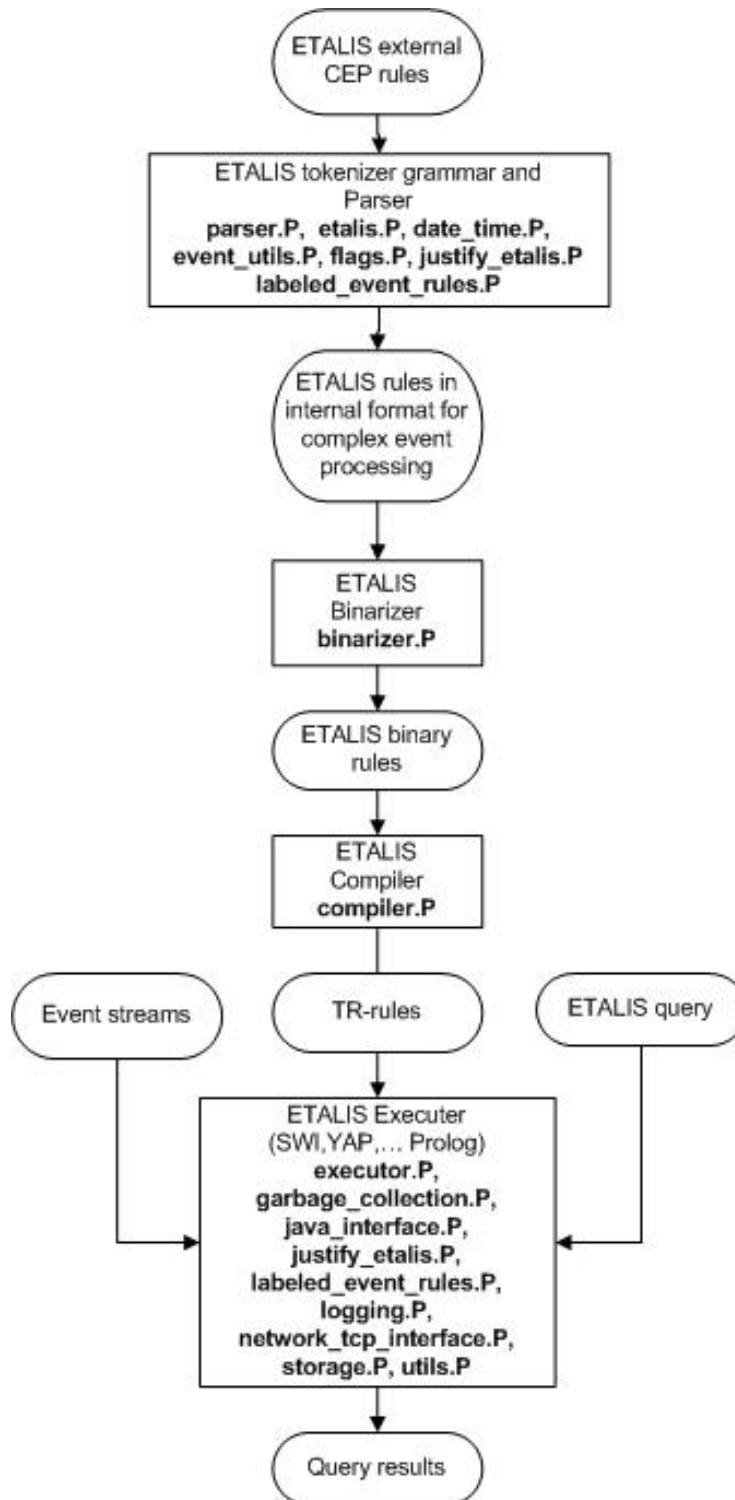 ETALIS external
CEP rules
ETALIS tokenizer grammar and
Parser
parser.P, etalis.P, date_time.P,
event_utils.P, flags.P, justify_etalis.P
labeled_event_rules.P
ETALIS rules in
internal format for
complex event
processing
ETALIS
Binarizer
binarizer.P
ETALIS binary
rules
ETALIS
Compiler
compiler.P
Event streams
TR-rules
ETALIS query
ETALIS Executer
(SWI,YAP,... Prolog)
executor.P,
garbage_collection.P,
java_interface.P,
justify_etalis.P,
labeled_event_rules.P,
logging.P,
network_tcp_interface.P,
storage.P, utils.P
Query results